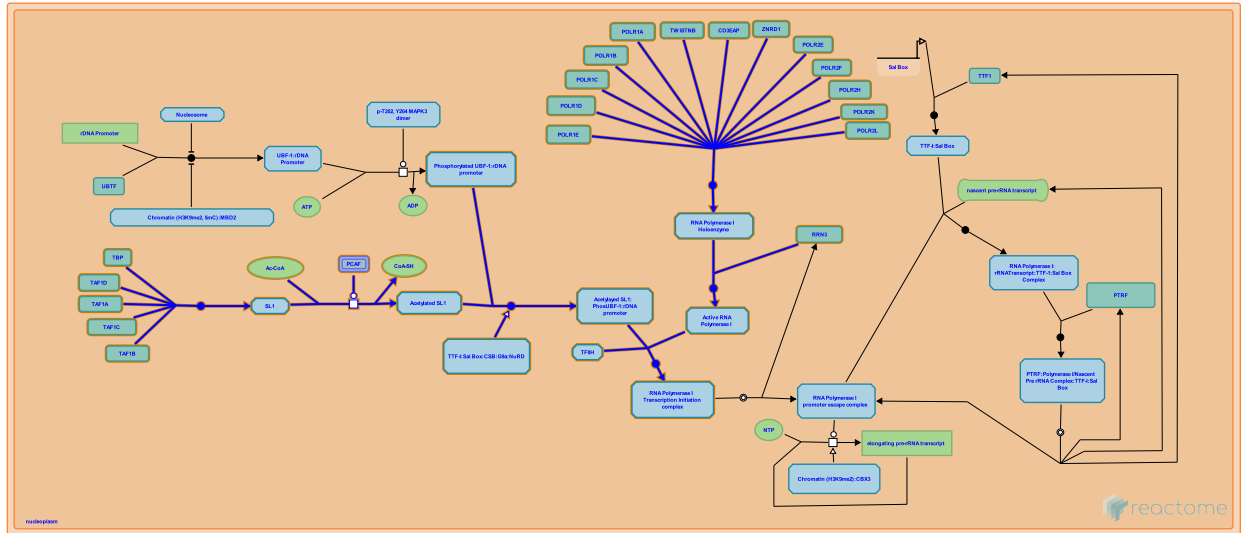 POLR1A
TWISTNB
CD3EAP
ZNRD1
POLR1B
POLR2E
POLR1C
POLR2F
POLR1D
POLR2H
POLR2K
POLR1E
POLR2L
Sal Box
TTF1
Nucleosome
p-T202, Y204 MAPK3
dimer
rDNA Promoter
UBF-1:rDNA
Promoter
Phosphorylated UBF-1:rDNA
promoter
TTF-I:Sal Box
UBTF
ATP
ADP
nascent pre-rRNA transcript
Chromatin (H3K9me2, 5mC):MBD2
RNA Polymerase I
Holoenzyme
RRN3
TBP
TAF1D
TAF1A
TAF1C
TAF1B
Ac-CoA
PCAF
CoA-SH
SL1
Acetylated SL1
Acetylayed SL1:
PhosUBF-1:rDNA
promoter
Active RNA
Polymerase I
RNA Polymerase I:
rRNATranscript:TTF-I:Sal Box
Complex
PTRF
TTF-I:Sal Box:CSB:G9a:NuRD
TFIIH
PTRF:Polymerase I/Nascent
Pre rRNA Complex:TTF-I:Sal
Box
RNA Polymerase I
Transcription Initiation
complex
RNA Polymerase I
promoter escape complex
NTP
elongating pre-rRNA transcript
Chromatin (H3K9me2):CBX3
nucleoplasm
reactome